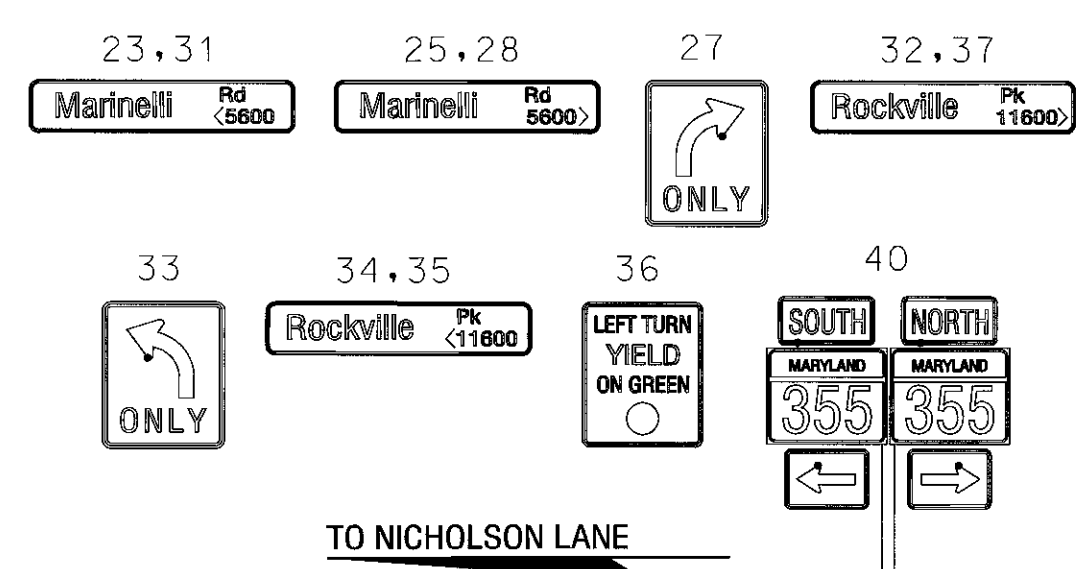 23,31
Marinelli Rd <5600
25,28
Marinelli Rd 5600>
27
ONLY
32,37
Rockville Pk 11600>
33
ONLY
34,35
Rockville Pk <11600
36
LEFT TURN
YIELD
ON GREEN
40
SOUTH NORTH
MARYLAND MARYLAND
355 355
TO NICHOLSON LANE